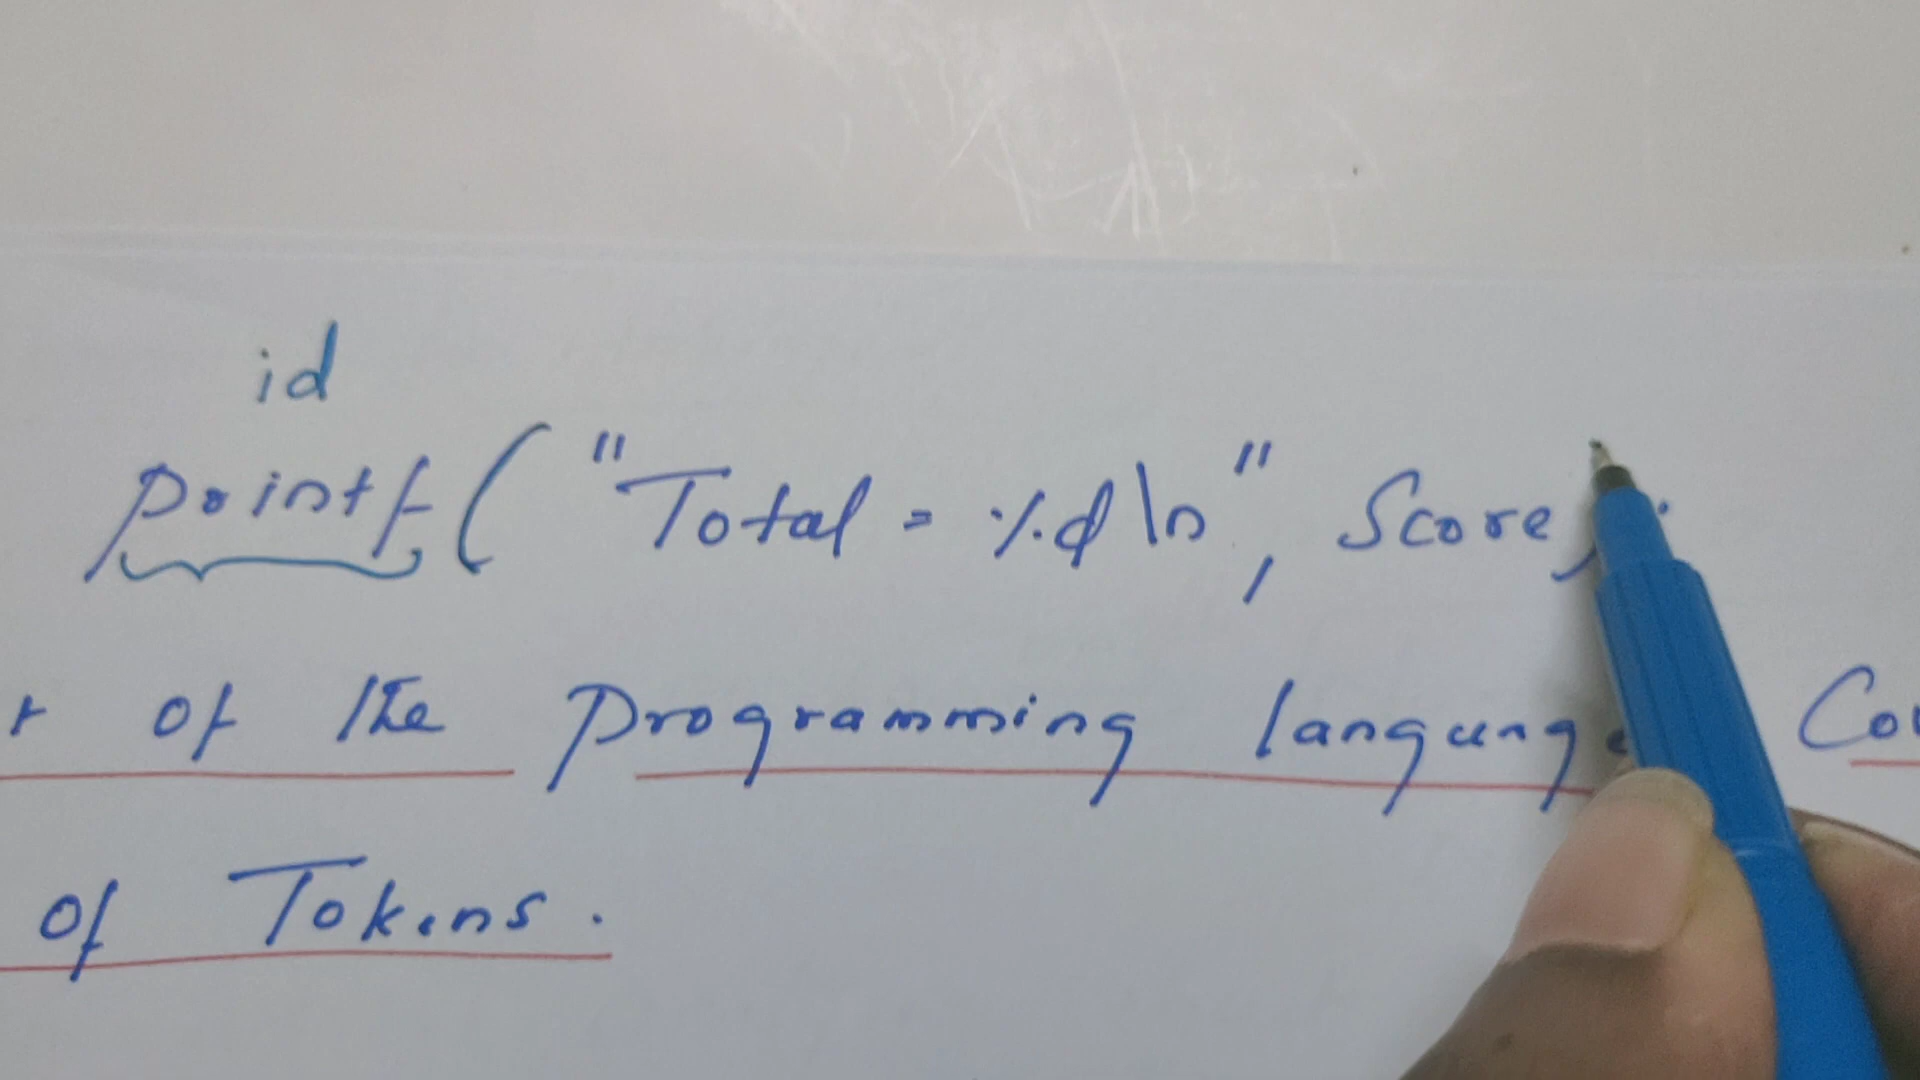 id
printf ( "Total = %d\n", Score );
of the Programming language
of Tokens.